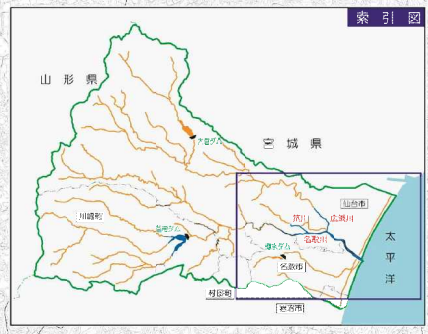 索引図
山形県
大倉ダム
宮城県
仙台市
笊川
広瀬川
川崎町
釜房ダム
名取川
樽水ダム
名取市
太平洋
村田町
岩沼市